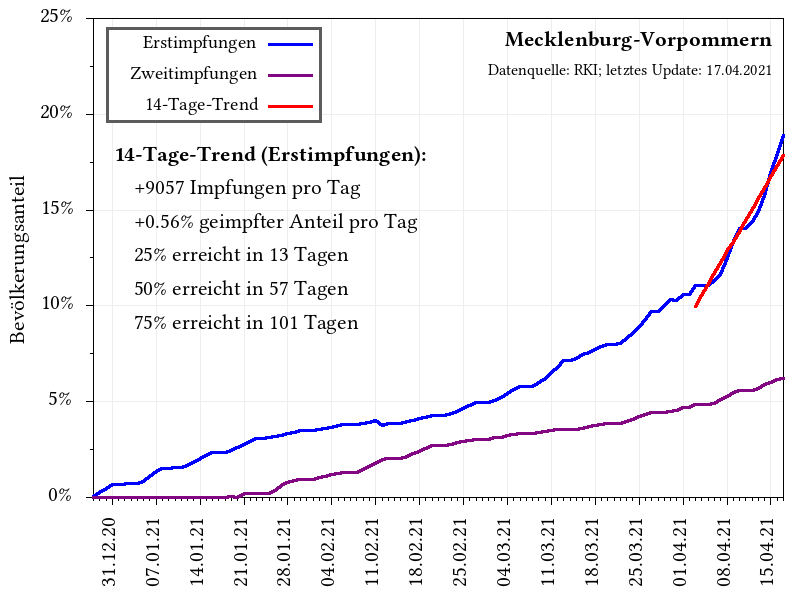 Mecklenburg-Vorpommern
Datenquelle: RKI; letztes Update: 17.04.2021
Erstimpfungen
Zweitimpfungen
14-Tage-Trend
14-Tage-Trend (Erstimpfungen):
+9057 Impfungen pro Tag
+0.56% geimpfter Anteil pro Tag
25% erreicht in 13 Tagen
50% erreicht in 57 Tagen
75% erreicht in 101 Tagen
Bevölkerungsanteil
25%
20%
15%
10%
5%
0%
31.12.20
07.01.21
14.01.21
21.01.21
28.01.21
04.02.21
11.02.21
18.02.21
25.02.21
04.03.21
11.03.21
18.03.21
25.03.21
01.04.21
08.04.21
15.04.21